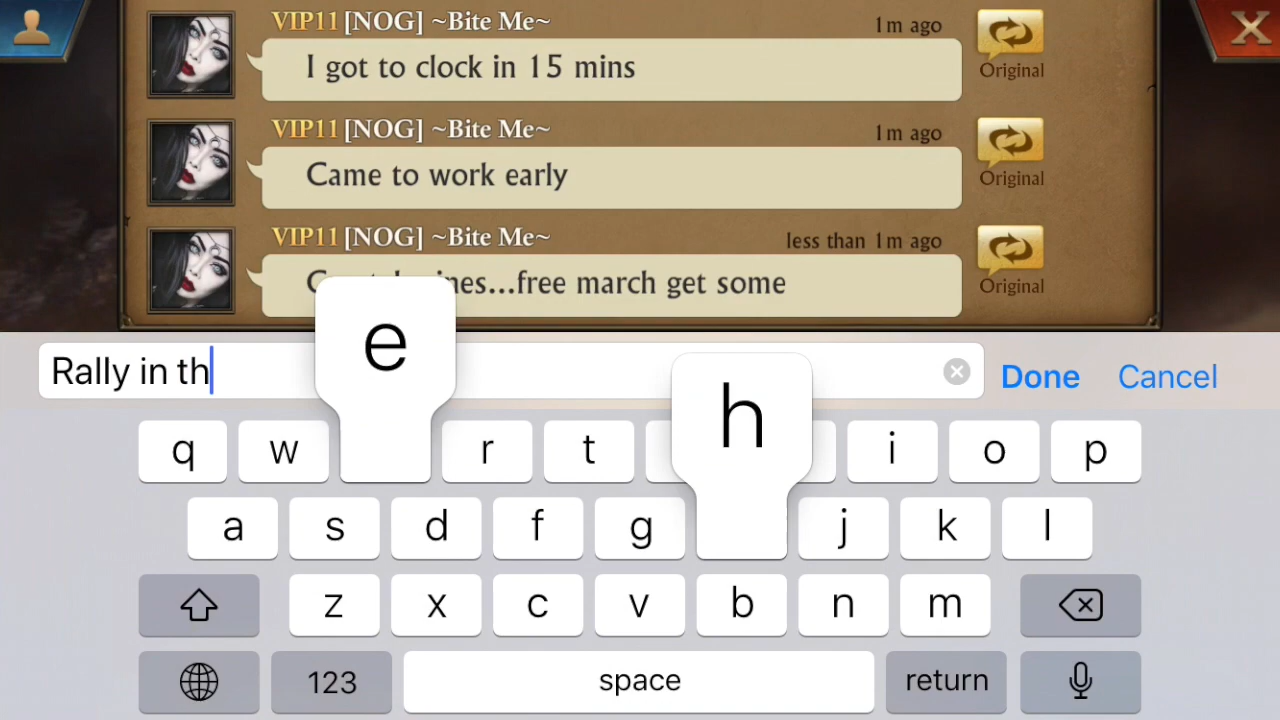 VIP11 [NOG] ~Bite Me~ 1m ago
I got to clock in 15 mins
Original
VIP11 [NOG] ~Bite Me~ 1m ago
Came to work early
Original
VIP11 [NOG] ~Bite Me~ less than 1m ago
free march get some
Original
Rally in th
Done Cancel
e
h
q w r t i o p
a s d f g j k l
z x c v b n m
123 space return